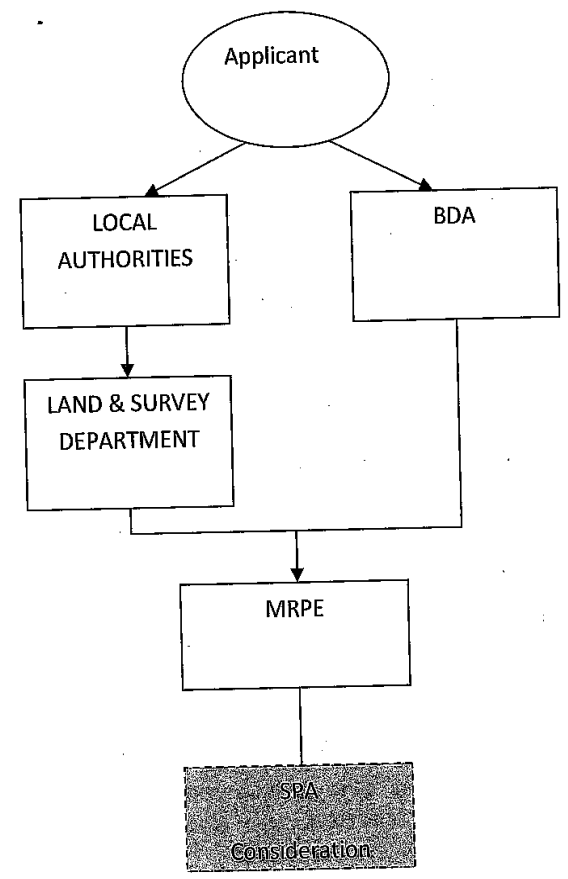 Applicant
LOCAL
AUTHORITIES
BDA
LAND & SURVEY
DEPARTMENT
MRPE
SPA
Consideration